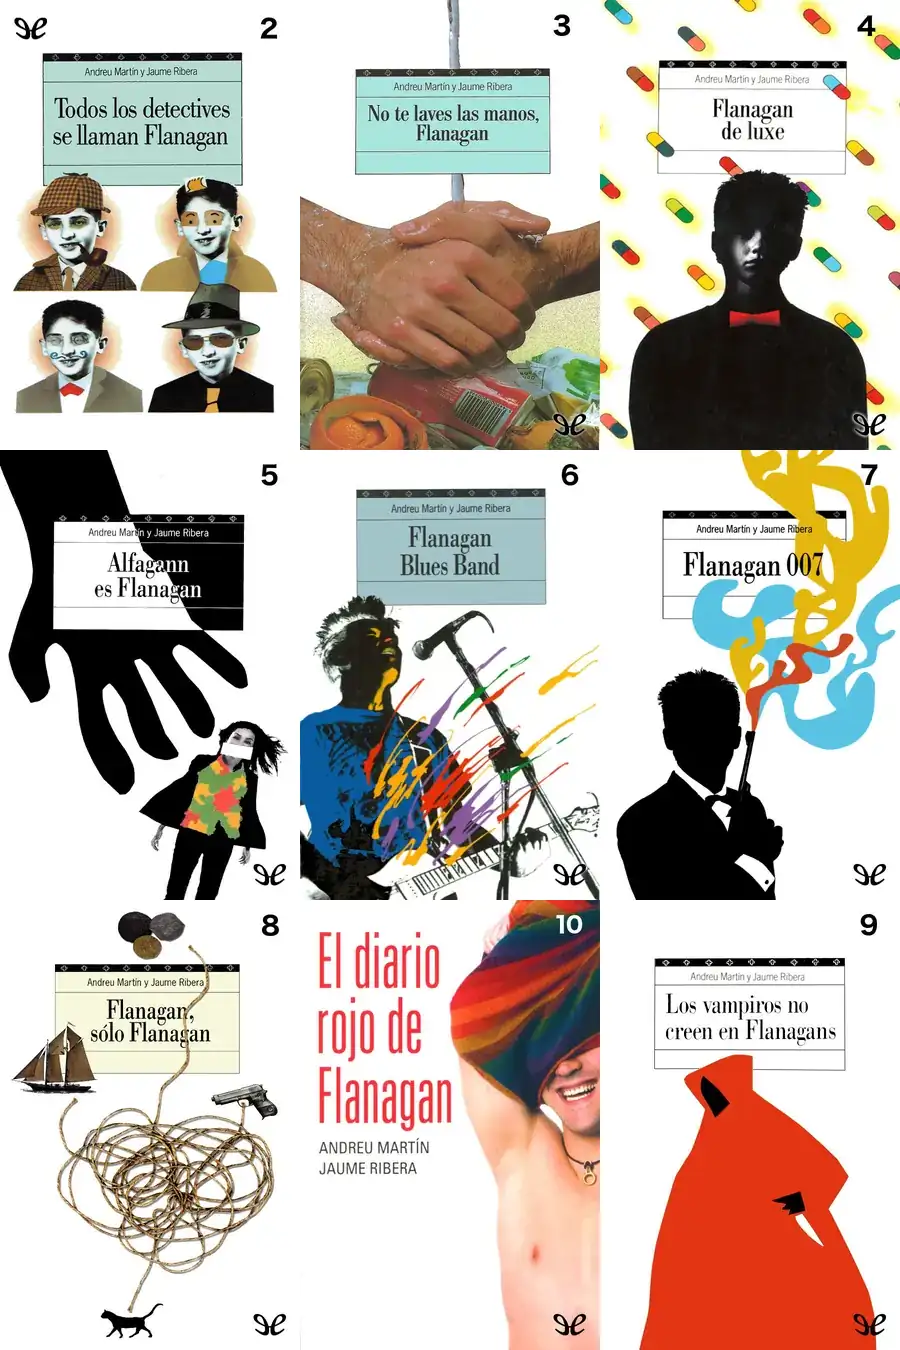 2
Andreu Martín y Jaume Ribera
Todos los detectives
se llaman Flanagan
3
Andreu Martín y Jaume Ribera
No te laves las manos,
Flanagan
4
Andreu Martín y Jaume Ribera
Flanagan
de luxe
5
Andreu Martín y Jaume Ribera
Alfagann
es Flanagan
6
Andreu Martín y Jaume Ribera
Flanagan
Blues Band
7
Andreu Martín y Jaume Ribera
Flanagan 007
8
Andreu Martín y Jaume Ribera
Flanagan,
sólo Flanagan
10
El diario
rojo de
Flanagan
ANDREU MARTÍN
JAUME RIBERA
9
Andreu Martín y Jaume Ribera
Los vampiros no
creen en Flanagans